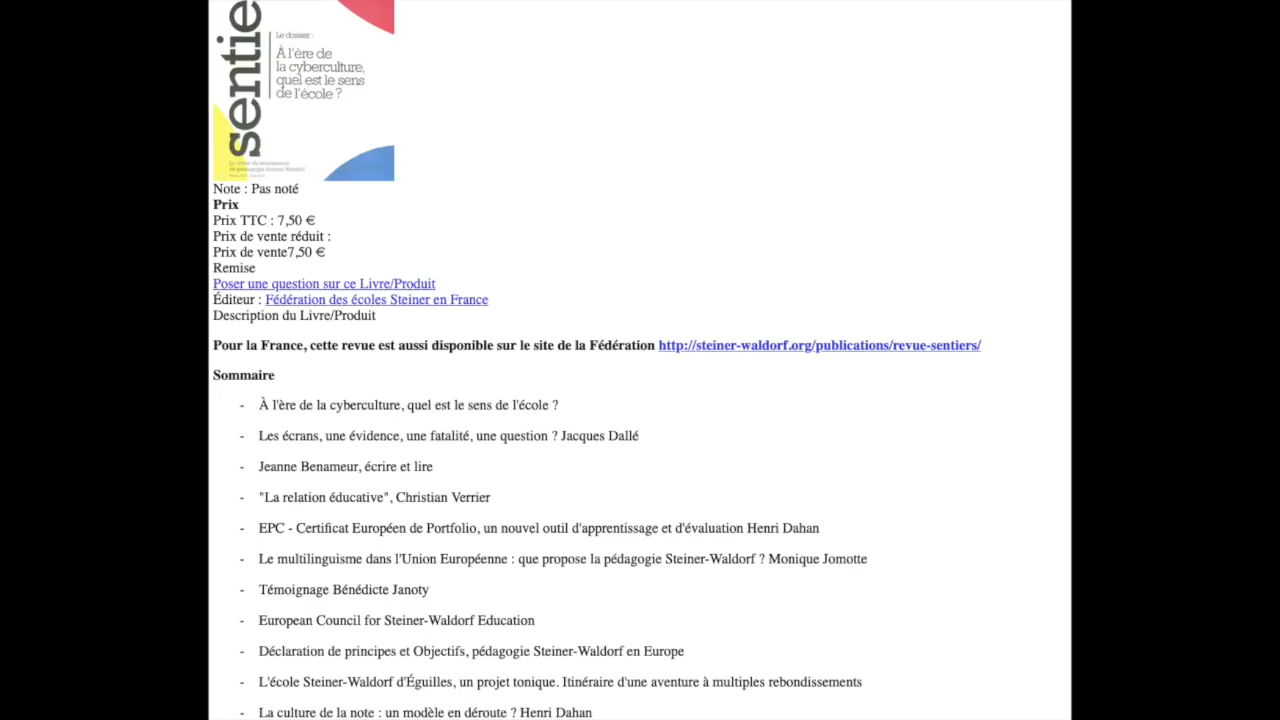 sentie
Le dossier :
À l'ère de
la cyberculture,
quel est le sens
de l'école ?
Note : Pas noté
Prix
Prix TTC : 7,50 €
Prix de vente réduit :
Prix de vente7,50 €
Remise
Poser une question sur ce Livre/Produit
Éditeur : Fédération des écoles Steiner en France
Description du Livre/Produit
Pour la France, cette revue est aussi disponible sur le site de la Fédération http://steiner-waldorf.org/publications/revue-sentiers/
Sommaire
- À l'ère de la cyberculture, quel est le sens de l'école ?
- Les écrans, une évidence, une fatalité, une question ? Jacques Dallé
- Jeanne Benameur, écrire et lire
- "La relation éducative", Christian Verrier
- EPC - Certificat Européen de Portfolio, un nouvel outil d'apprentissage et d'évaluation Henri Dahan
- Le multilinguisme dans l'Union Européenne : que propose la pédagogie Steiner-Waldorf ? Monique Jomotte
- Témoignage Bénédicte Janoty
- European Council for Steiner-Waldorf Education
- Déclaration de principes et Objectifs, pédagogie Steiner-Waldorf en Europe
- L'école Steiner-Waldorf d'Éguilles, un projet tonique. Itinéraire d'une aventure à multiples rebondissements
- La culture de la note : un modèle en déroute ? Henri Dahan